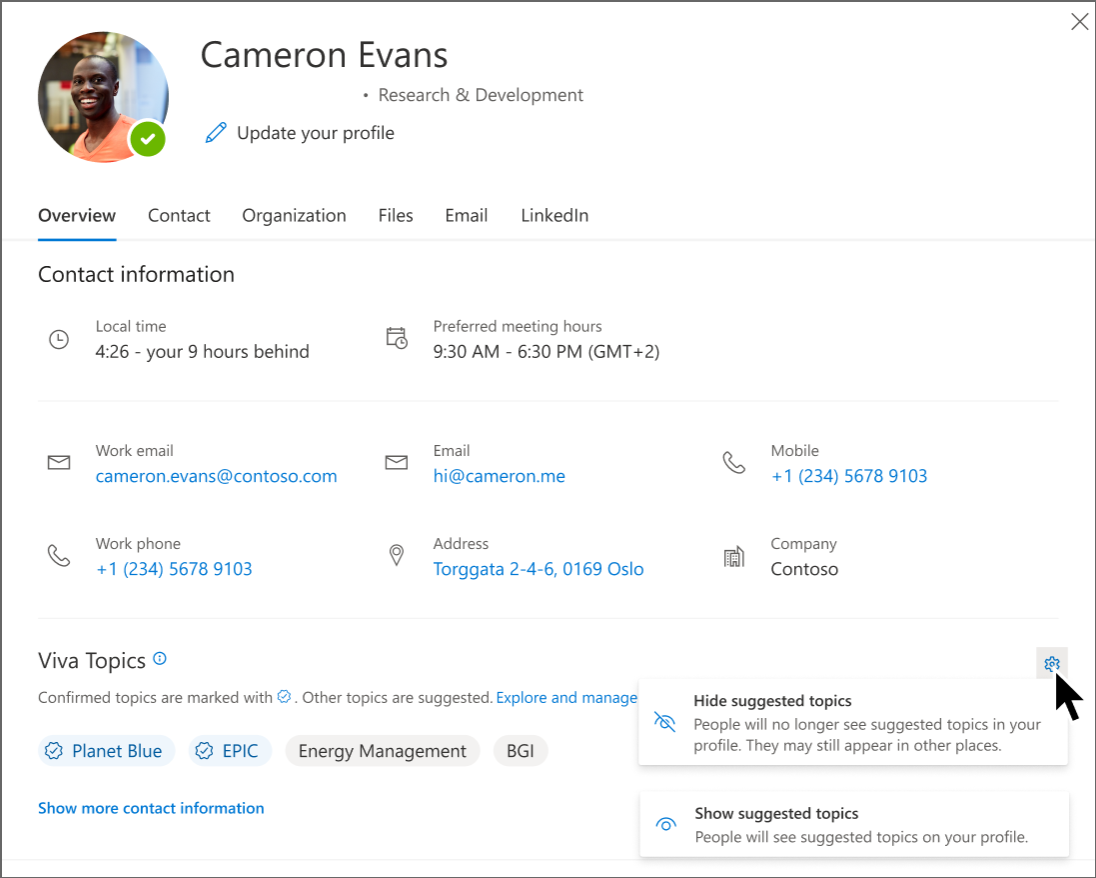 Cameron Evans
• Research & Development
Update your profile
Overview Contact Organization Files Email LinkedIn
Contact information
Local time
4:26 - your 9 hours behind
Preferred meeting hours
9:30 AM - 6:30 PM (GMT+2)
Work email
cameron.evans@contoso.com
Email
hi@cameron.me
Mobile
+1 (234) 5678 9103
Work phone
+1 (234) 5678 9103
Address
Torggata 2-4-6, 0169 Oslo
Company
Contoso
Viva Topics
Confirmed topics are marked with . Other topics are suggested. Explore and manage
Planet Blue EPIC Energy Management BGI
Show more contact information
Hide suggested topics
People will no longer see suggested topics in your
profile. They may still appear in other places.
Show suggested topics
People will see suggested topics on your profile.